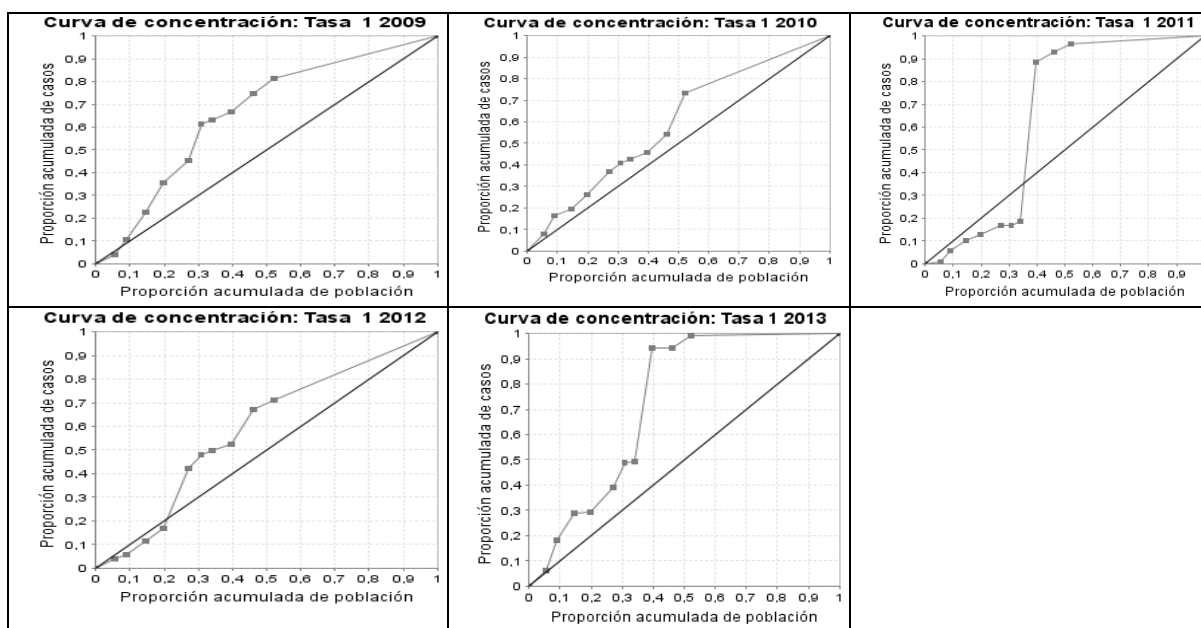 Curva de concentración: Tasa 1 2009
Proporción acumulada de casos
1
0,9
0,8
0,7
0,6
0,5
0,4
0,3
0,2
0,1
0
0 0,1 0,2 0,3 0,4 0,5 0,6 0,7 0,8 0,9 1
Proporción acumulada de población
Curva de concentración: Tasa 1 2010
Proporción acumulada de casos
1
0,9
0,8
0,7
0,6
0,5
0,4
0,3
0,2
0,1
0
0 0,1 0,2 0,3 0,4 0,5 0,6 0,7 0,8 0,9 1
Proporción acumulada de población
Curva de concentración: Tasa 1 2011
Proporción acumulada de casos
1
0,9
0,8
0,7
0,6
0,5
0,4
0,3
0,2
0,1
0
0 0,1 0,2 0,3 0,4 0,5 0,6 0,7 0,8 0,9
Proporción acumulada de población
Curva de concentración: Tasa 1 2012
Proporción acumulada de casos
1
0,9
0,8
0,7
0,6
0,5
0,4
0,3
0,2
0,1
0
0 0,1 0,2 0,3 0,4 0,5 0,6 0,7 0,8 0,9 1
Proporción acumulada de población
Curva de concentración: Tasa 1 2013
Proporción acumulada de casos
1
0,9
0,8
0,7
0,6
0,5
0,4
0,3
0,2
0,1
0
0 0,1 0,2 0,3 0,4 0,5 0,6 0,7 0,8 0,9 1
Proporción acumulada de población